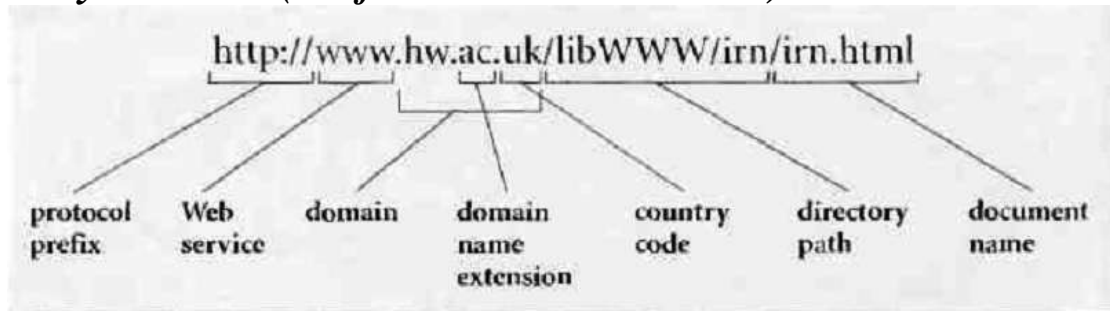 http://www.hw.ac.uk/libWWW/irn/irn.html
protocol Web domain domain country directory document
prefix service name code path name
extension